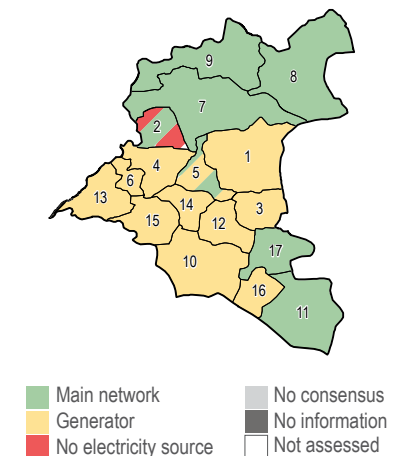 9
8
7
2
1
4
5
6
13
14
3
15
12
17
10
16
11
Main network
Generator
No electricity source
No consensus
No information
Not assessed